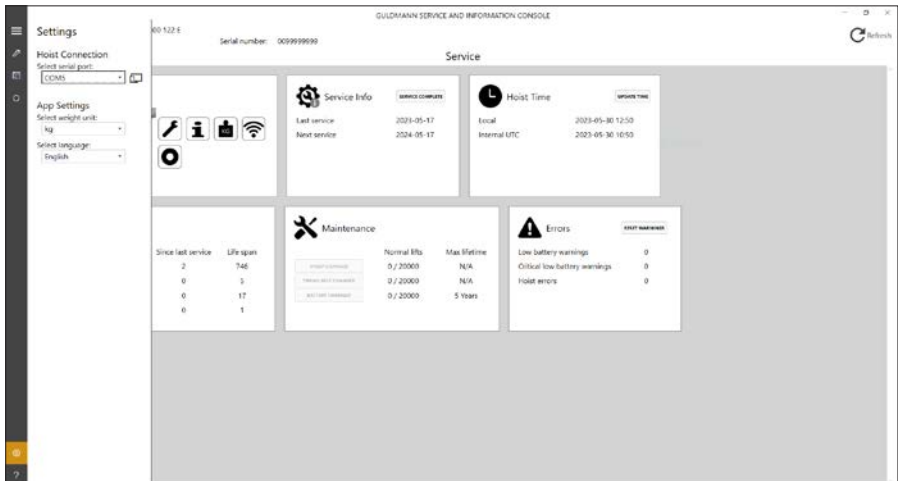 GULDMANN SERVICE AND INFORMATION CONSOLE
Settings
Serial number: 0099999999
Refresh
Service
Hoist Connection
Select serial port:
COM5
App Settings
Select weight unit:
kg
Select language:
English
KG
Service Info
SERVICE COMPLETE
Last service 2023-05-17
Next service 2024-05-17
Hoist Time
UPDATE TIME
Local 2023-05-30 12:50
Internal UTC 2023-05-30 10:50
Since last service Life span
2 746
0 3
0 17
0 1
Maintenance
Normal lifts Max lifetime
0 / 20000 N/A
0 / 20000 N/A
0 / 20000 5 Years
Errors
RESET WARNINGS
Low battery warnings 0
Critical low battery warnings 0
Hoist errors 0
?